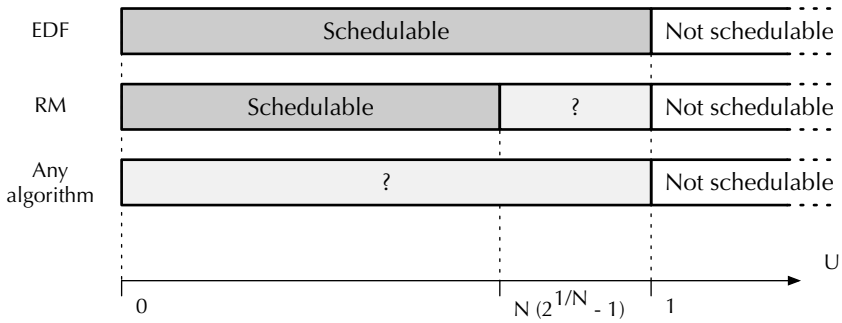 EDF
Schedulable
Not schedulable
RM
Schedulable
?
Not schedulable
Any
algorithm
?
Not schedulable
U
0
N (2^1/N - 1)
1